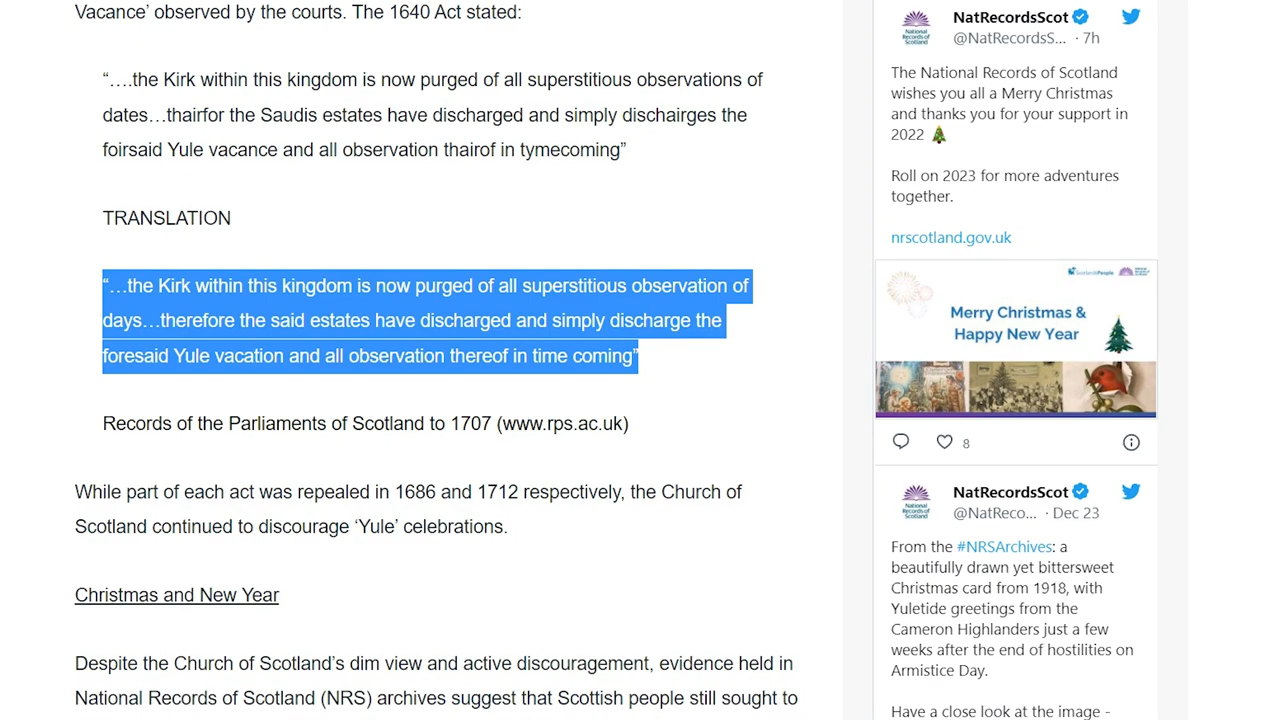 Vacance’ observed by the courts. The 1640 Act stated:
“….the Kirk within this kingdom is now purged of all superstitious observations of
dates…thairfor the Saudis estates have discharged and simply dischairges the
foirsaid Yule vacance and all observation thairof in tymecoming”
TRANSLATION
“…the Kirk within this kingdom is now purged of all superstitious observation of
days…therefore the said estates have discharged and simply discharge the
foresaid Yule vacation and all observation thereof in time coming”
Records of the Parliaments of Scotland to 1707 (www.rps.ac.uk)
While part of each act was repealed in 1686 and 1712 respectively, the Church of
Scotland continued to discourage ‘Yule’ celebrations.
Christmas and New Year
Despite the Church of Scotland’s dim view and active discouragement, evidence held in
National Records of Scotland (NRS) archives suggest that Scottish people still sought to
NatRecordsScot
@NatRecordsS... · 7h
National
Records of
Scotland
The National Records of Scotland
wishes you all a Merry Christmas
and thanks you for your support in
2022
Roll on 2023 for more adventures
together.
nrscotland.gov.uk
ScotlandsPeople
Merry Christmas &
Happy New Year
8
NatRecordsScot
@NatReco... · Dec 23
National
Records of
Scotland
From the #NRSArchives: a
beautifully drawn yet bittersweet
Christmas card from 1918, with
Yuletide greetings from the
Cameron Highlanders just a few
weeks after the end of hostilities on
Armistice Day.
Have a close look at the image -